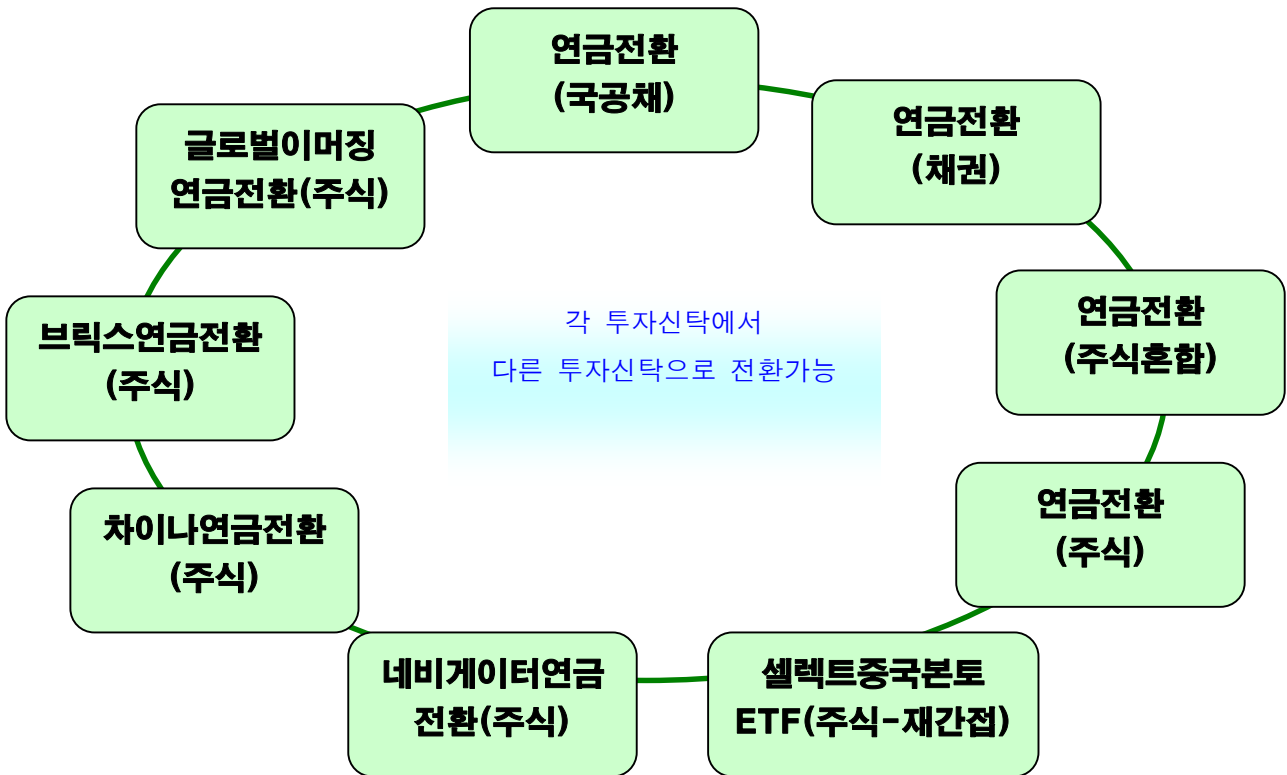 연금전환
(국공채)
연금전환
(채권)
글로벌이머징
연금전환(주식)
연금전환
(주식혼합)
브릭스연금전환
(주식)
각 투자신탁에서
다른 투자신탁으로 전환가능
연금전환
(주식)
차이나연금전환
(주식)
네비게이터연금
전환(주식)
셀렉트중국본토
ETF(주식-재간접)